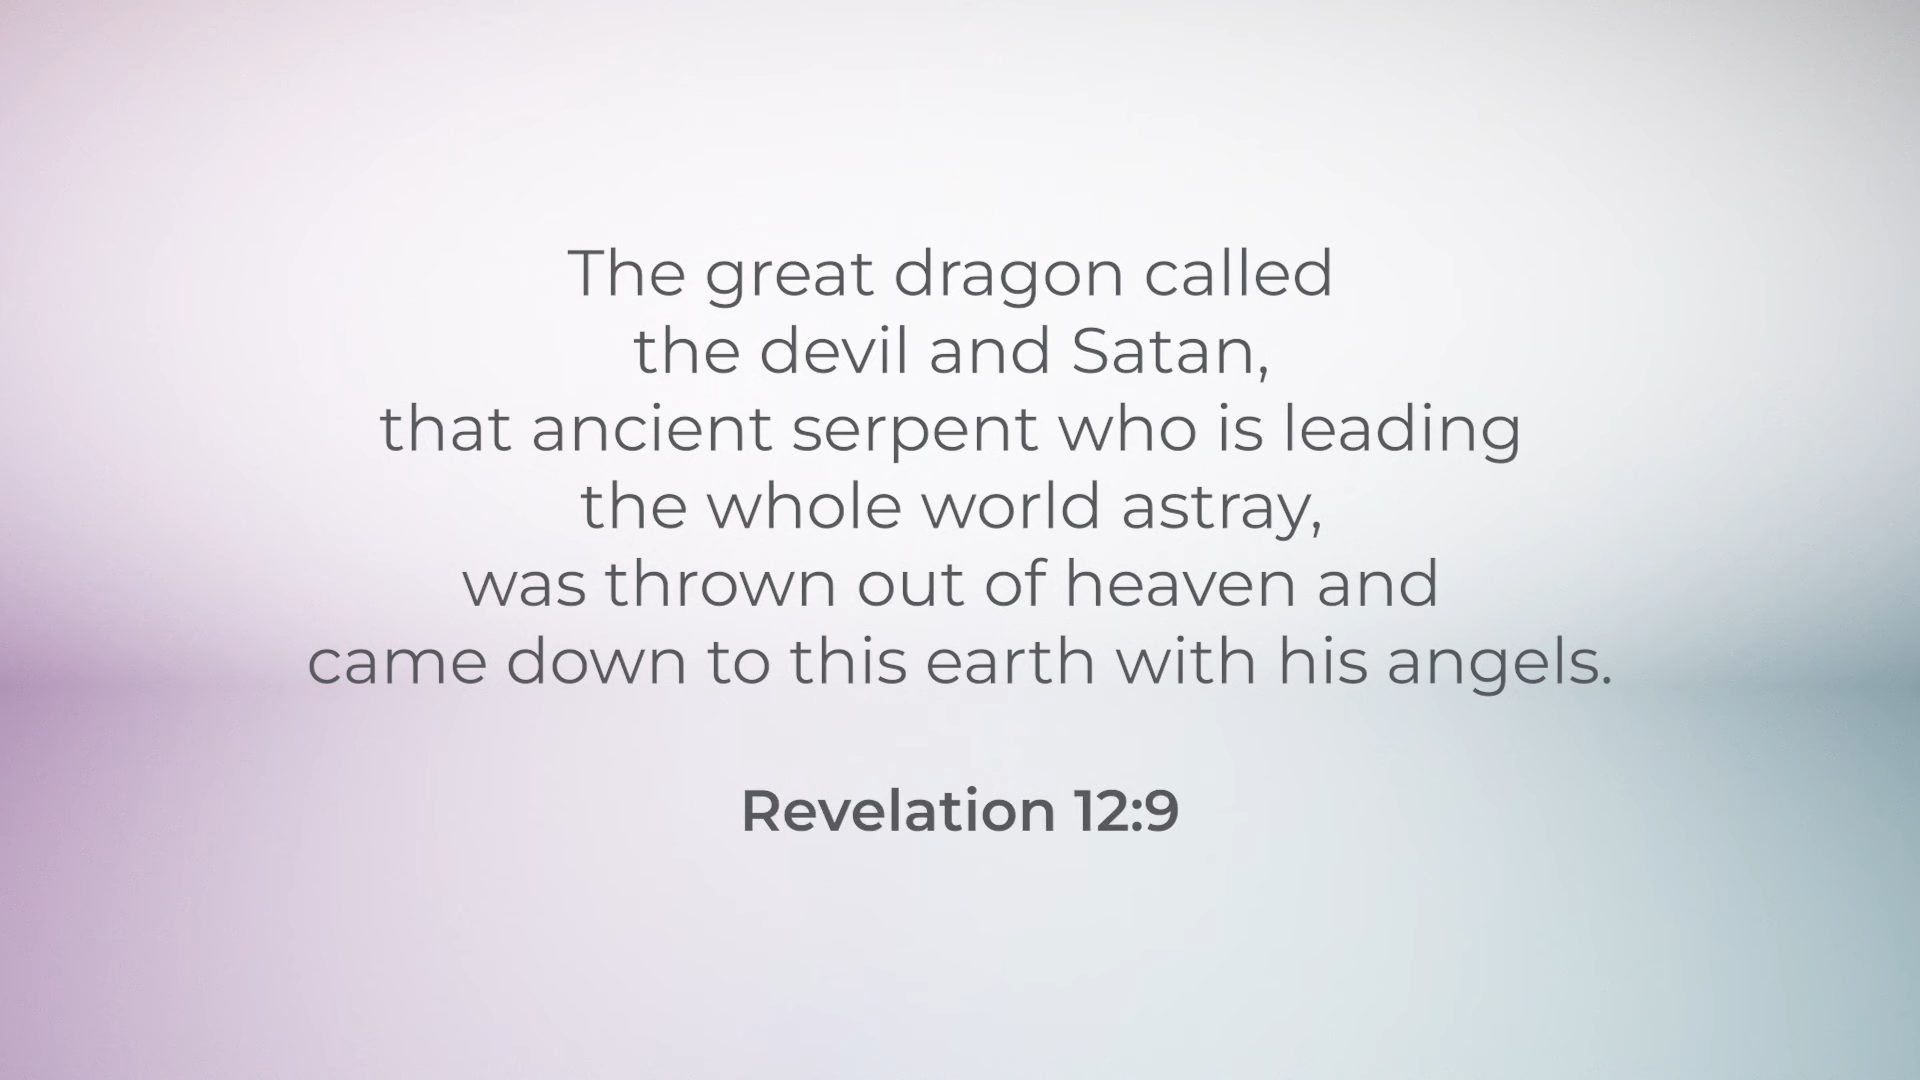 The great dragon called
the devil and Satan,
that ancient serpent who is leading
the whole world astray,
was thrown out of heaven and
came down to this earth with his angels.
Revelation 12:9